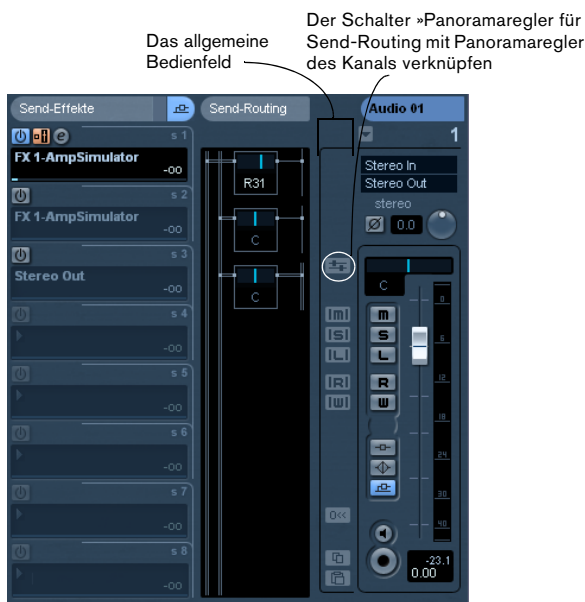 Das allgemeine
Bedienfeld
Der Schalter »Panoramaregler für
Send-Routing mit Panoramaregler
des Kanals verknüpfen
Send-Effekte
Send-Routing
Audio 01
e
s 1
FX 1-AmpSimulator
-oo
s 2
FX 1-AmpSimulator
-oo
s 3
Stereo Out
-oo
s 4
-oo
s 5
-oo
s 6
-oo
s 7
-oo
s 8
-oo
R31
C
C
|m|
|S|
|L|
|R|
|W|
0<<
1
Stereo In
Stereo Out
stereo
0.0
C
m
S
L
R
W
0
6
12
18
24
30
40
-23.1
0.00